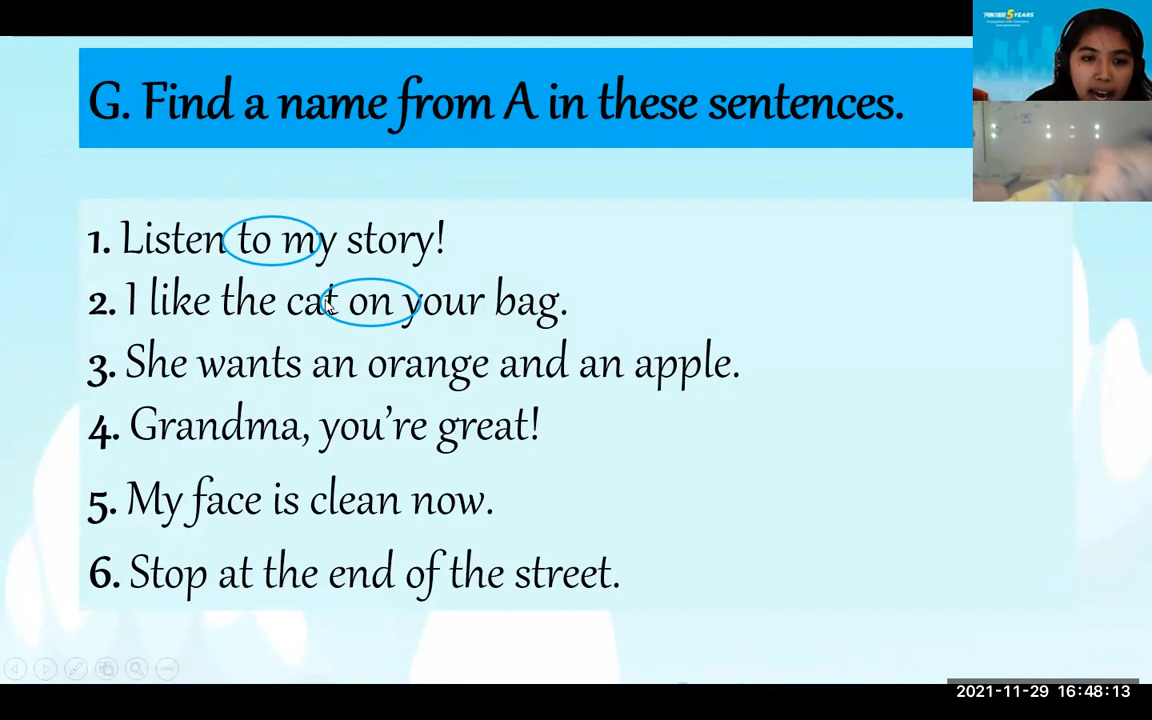 G. Find a name from A in these sentences.
1. Listen to my story!
2. I like the cat on your bag.
3. She wants an orange and an apple.
4. Grandma, you're great!
5. My face is clean now.
6. Stop at the end of the street.
5 YEARS
2021-11-29 16:48:13